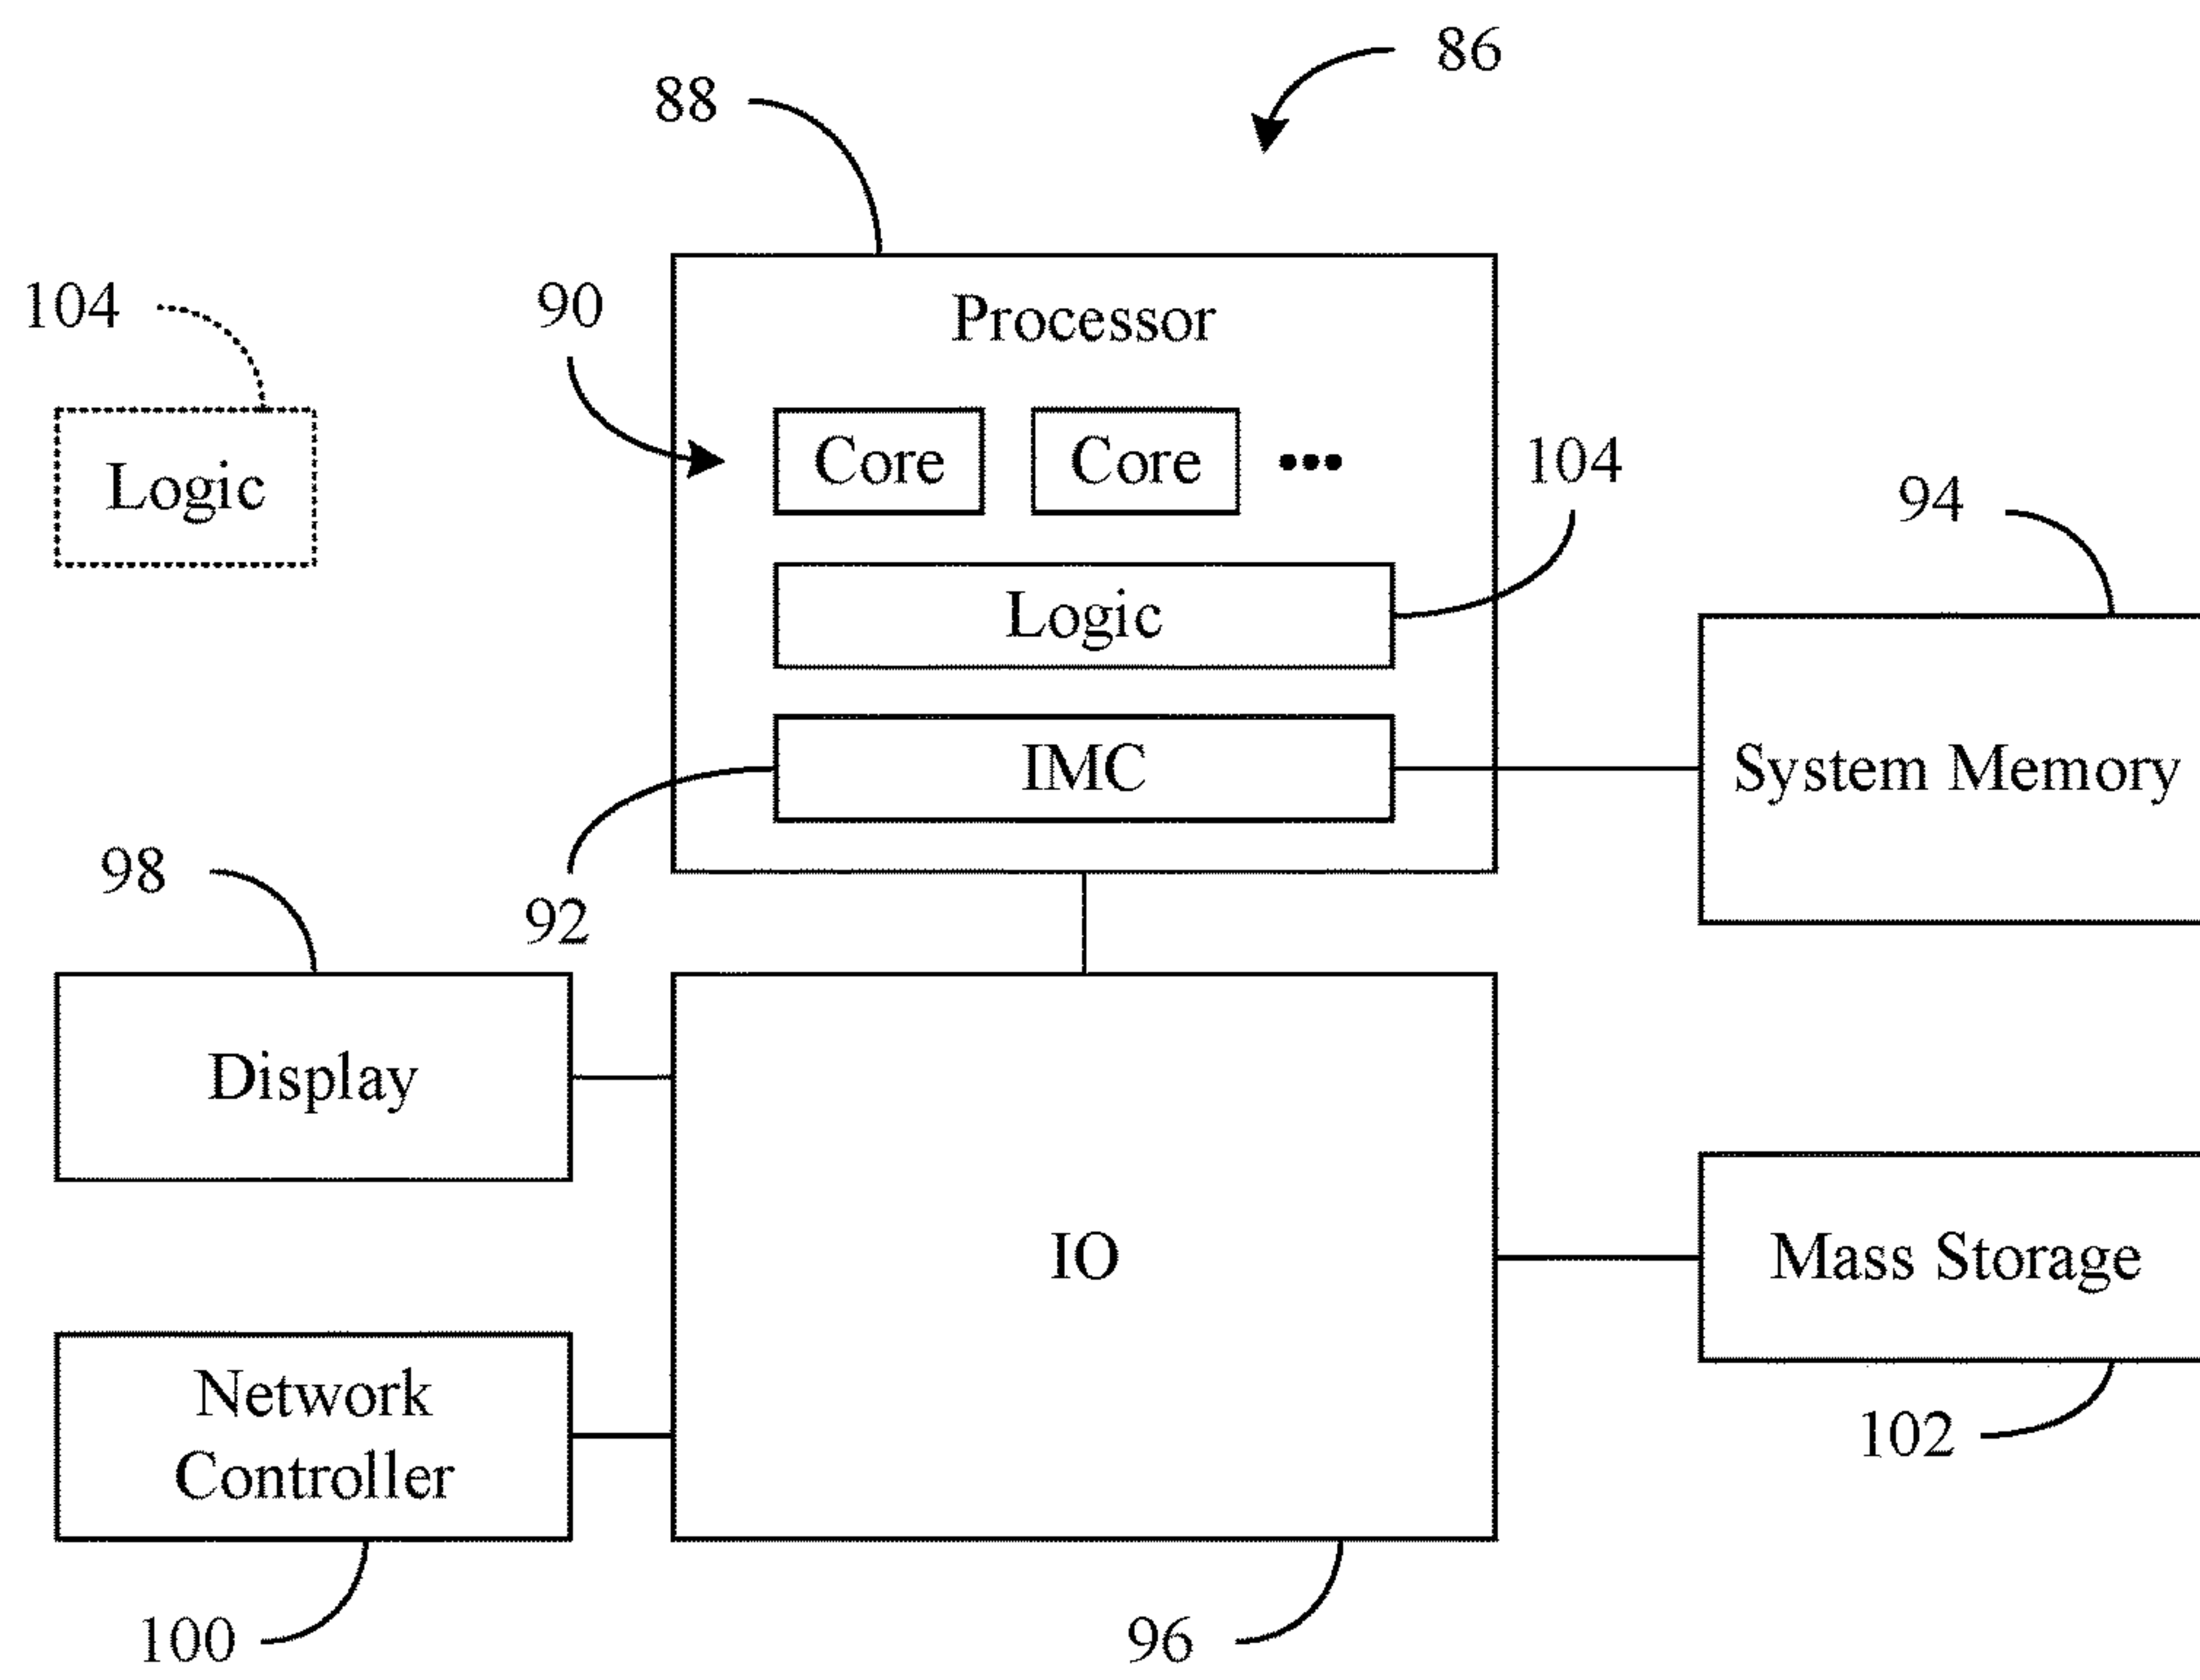 86
88
104
90
Processor
Core Core •••
104
Logic
94
Logic
IMC
System Memory
98
92
Display
IO
Mass Storage
Network
Controller
102
100
96